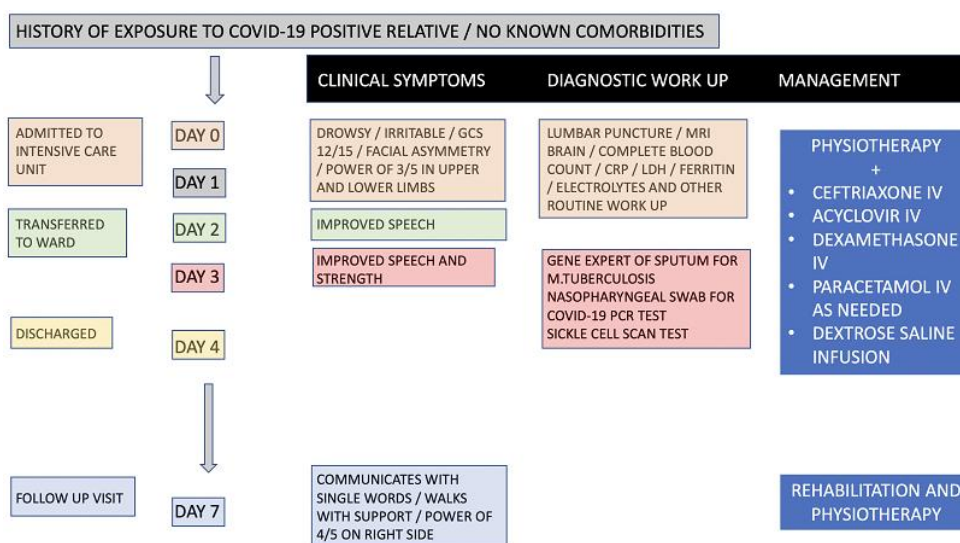 HISTORY OF EXPOSURE TO COVID-19 POSITIVE RELATIVE / NO KNOWN COMORBIDITIES
CLINICAL SYMPTOMS
DIAGNOSTIC WORK UP
MANAGEMENT
ADMITTED TO
INTENSIVE CARE
UNIT
DAY 0
DAY 1
DROWSY / IRRITABLE / GCS
12/15 / FACIAL ASYMMETRY
/ POWER OF 3/5 IN UPPER
AND LOWER LIMBS
LUMBAR PUNCTURE / MRI
BRAIN / COMPLETE BLOOD
COUNT / CRP / LDH / FERRITIN
/ ELECTROLYTES AND OTHER
ROUTINE WORK UP
PHYSIOTHERAPY
+
• CEFTRIAXONE IV
• ACYCLOVIR IV
• DEXAMETHASONE
IV
• PARACETAMOL IV
AS NEEDED
• DEXTROSE SALINE
INFUSION
TRANSFERRED
TO WARD
DAY 2
IMPROVED SPEECH
DAY 3
IMPROVED SPEECH AND
STRENGTH
GENE EXPERT OF SPUTUM FOR
M.TUBERCULOSIS
NASOPHARYNGEAL SWAB FOR
COVID-19 PCR TEST
SICKLE CELL SCAN TEST
DISCHARGED
DAY 4
FOLLOW UP VISIT
DAY 7
COMMUNICATES WITH
SINGLE WORDS / WALKS
WITH SUPPORT / POWER OF
4/5 ON RIGHT SIDE
REHABILITATION AND
PHYSIOTHERAPY